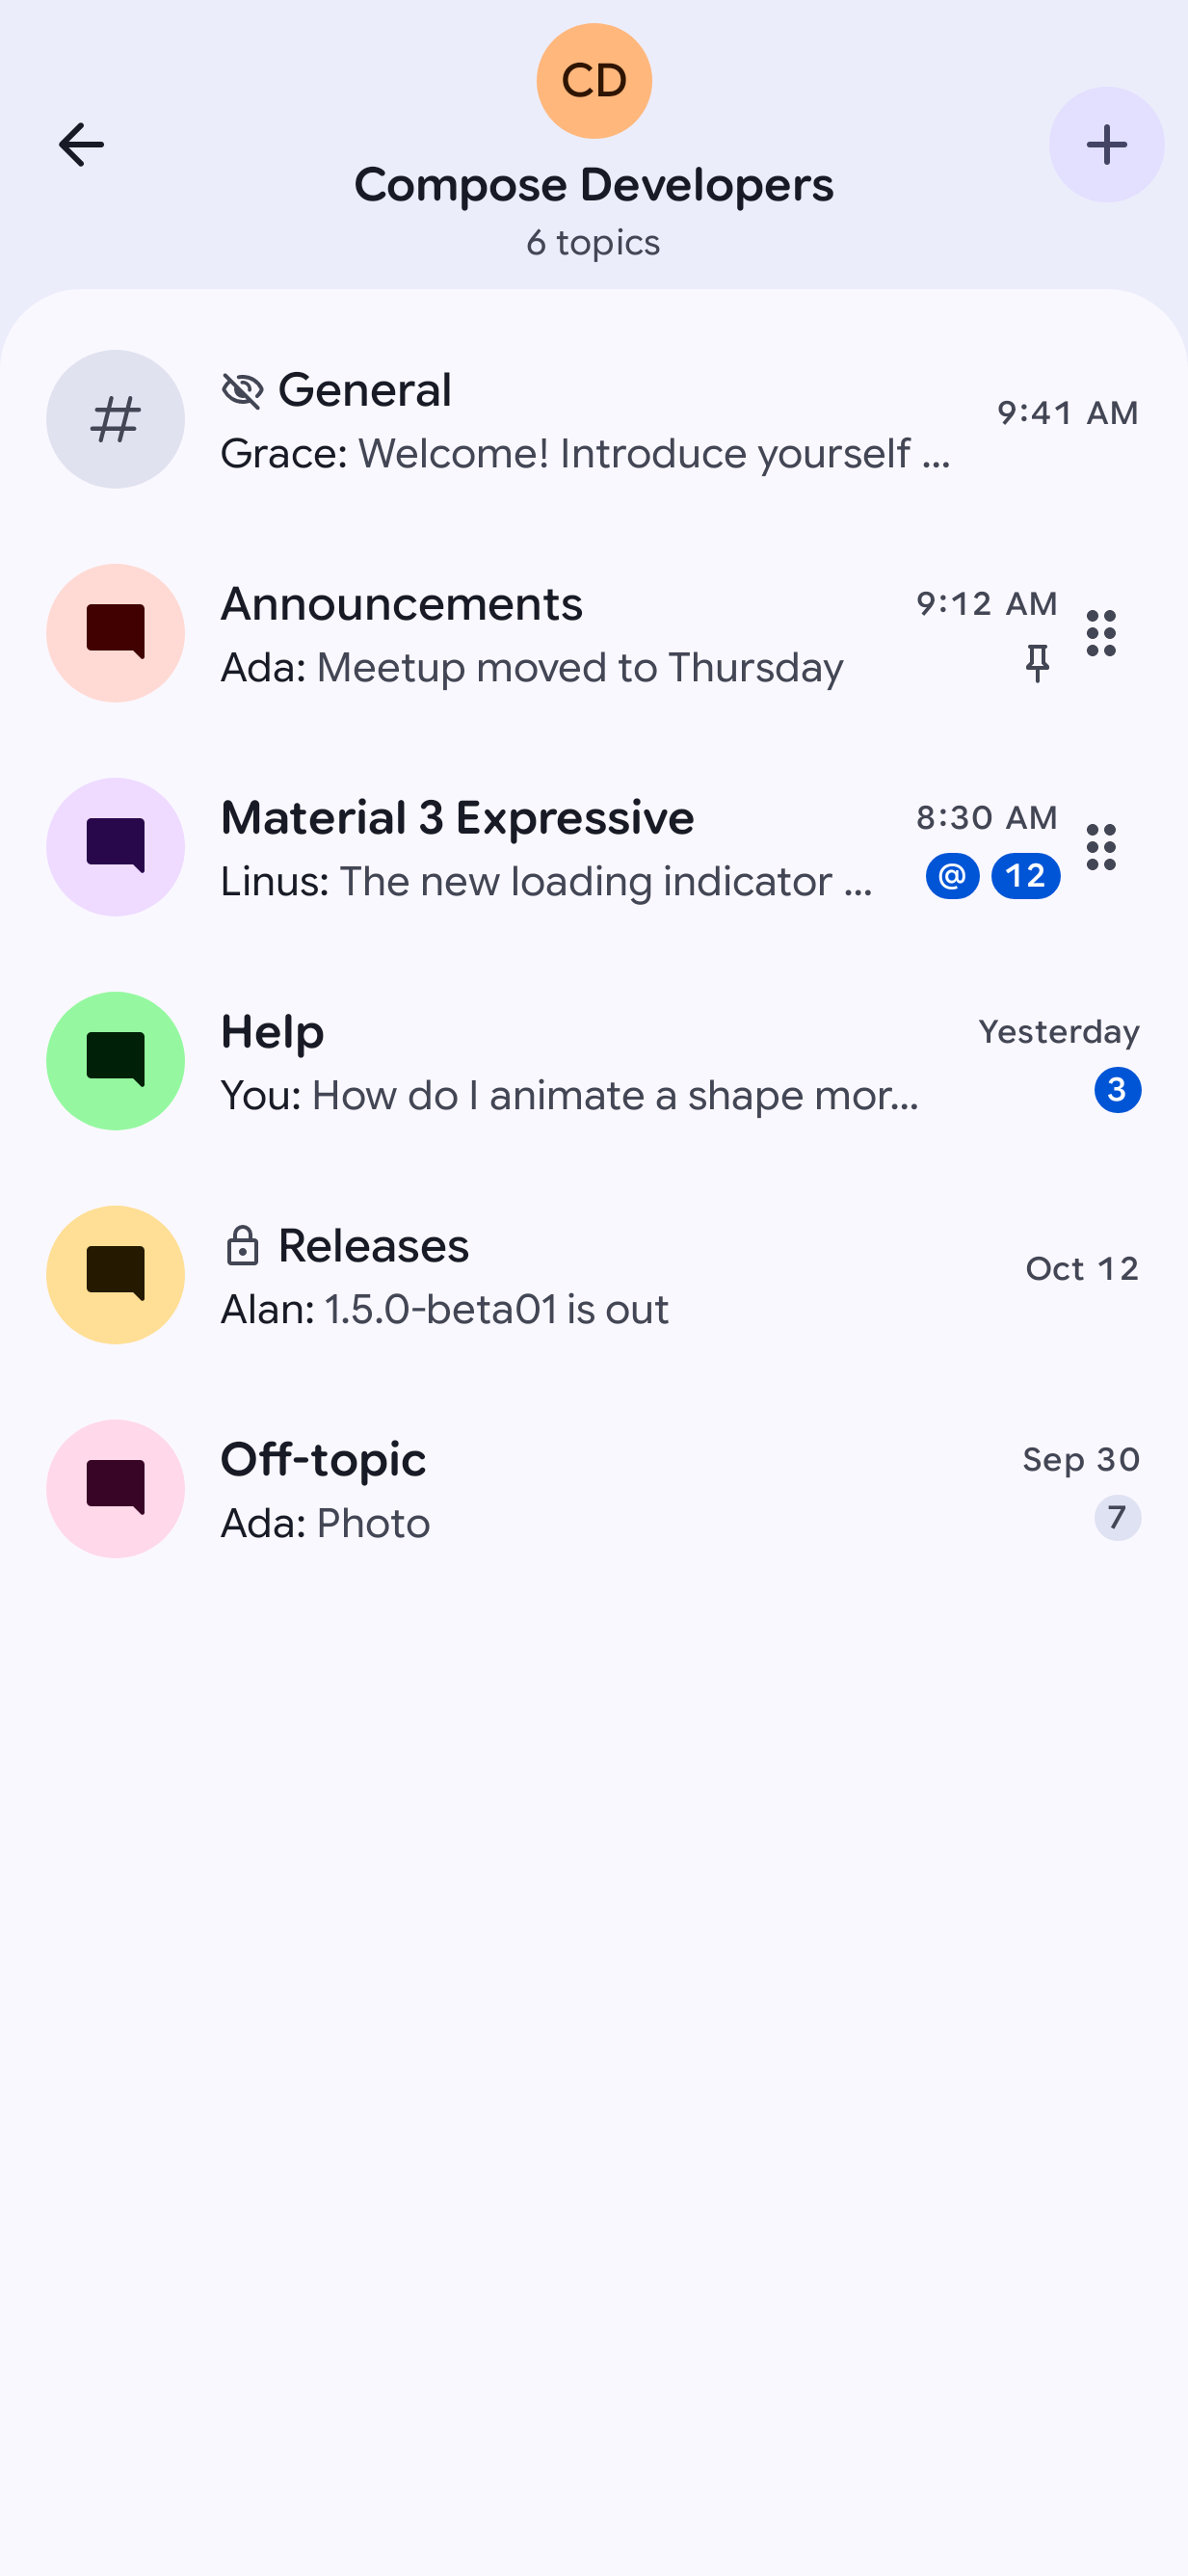 CD
Compose Developers
6 topics
General
9:41 AM
Grace: Welcome! Introduce yourself ...
Announcements
9:12 AM
Ada: Meetup moved to Thursday
Material 3 Expressive
8:30 AM
Linus: The new loading indicator ...
@ 12
Help
Yesterday
You: How do I animate a shape mor...
3
Releases
Oct 12
Alan: 1.5.0-beta01 is out
Off-topic
Sep 30
Ada: Photo
7